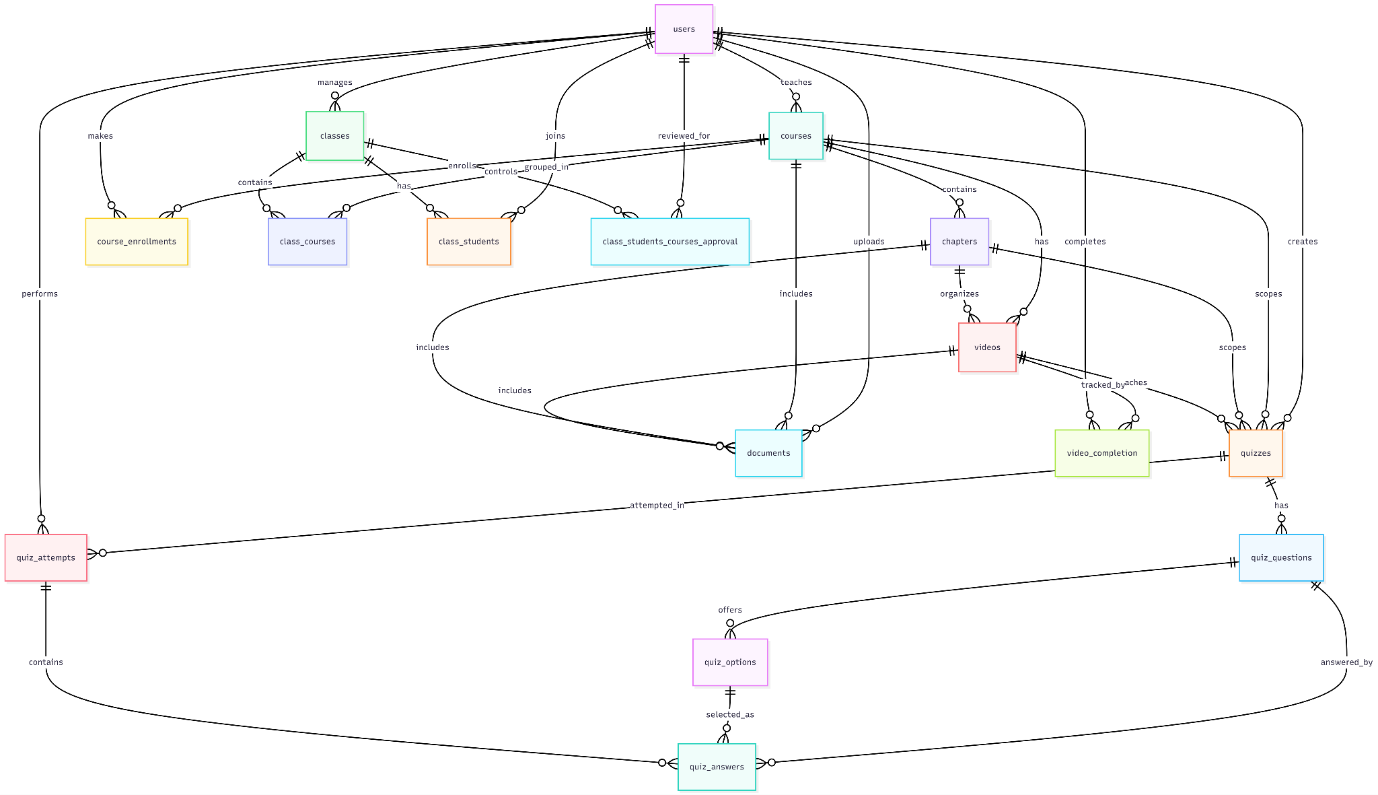 users
manages
teaches
classes
courses
makes
joins
reviewed_for
enrolls
grouped_in
controls
contains
has
contains
course_enrollments
class_courses
class_students
class_students_courses_approval
uploads
chapters
has
completes
creates
performs
includes
organizes
scopes
includes
videos
scopes
includes
tracked_by
aches
documents
video_completion
quizzes
attempted_in
has
quiz_attempts
quiz_questions
offers
contains
quiz_options
answered_by
selected_as
quiz_answers